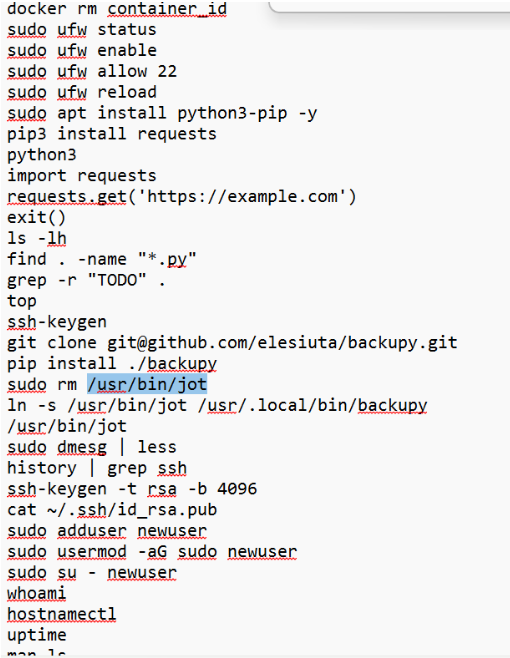 docker rm container_id
sudo ufw status
sudo ufw enable
sudo ufw allow 22
sudo ufw reload
sudo apt install python3-pip -y
pip3 install requests
python3
import requests
requests.get('https://example.com')
exit()
ls -lh
find . -name "*.py"
grep -r "TODO" .
top
ssh-keygen
git clone git@github.com/elesiuta/backupy.git
pip install ./backupy
sudo rm /usr/bin/jot
ln -s /usr/bin/jot /usr/.local/bin/backupy
/usr/bin/jot
sudo dmesg | less
history | grep ssh
ssh-keygen -t rsa -b 4096
cat ~/.ssh/id_rsa.pub
sudo adduser newuser
sudo usermod -aG sudo newuser
sudo su - newuser
whoami
hostnamectl
uptime
man ls